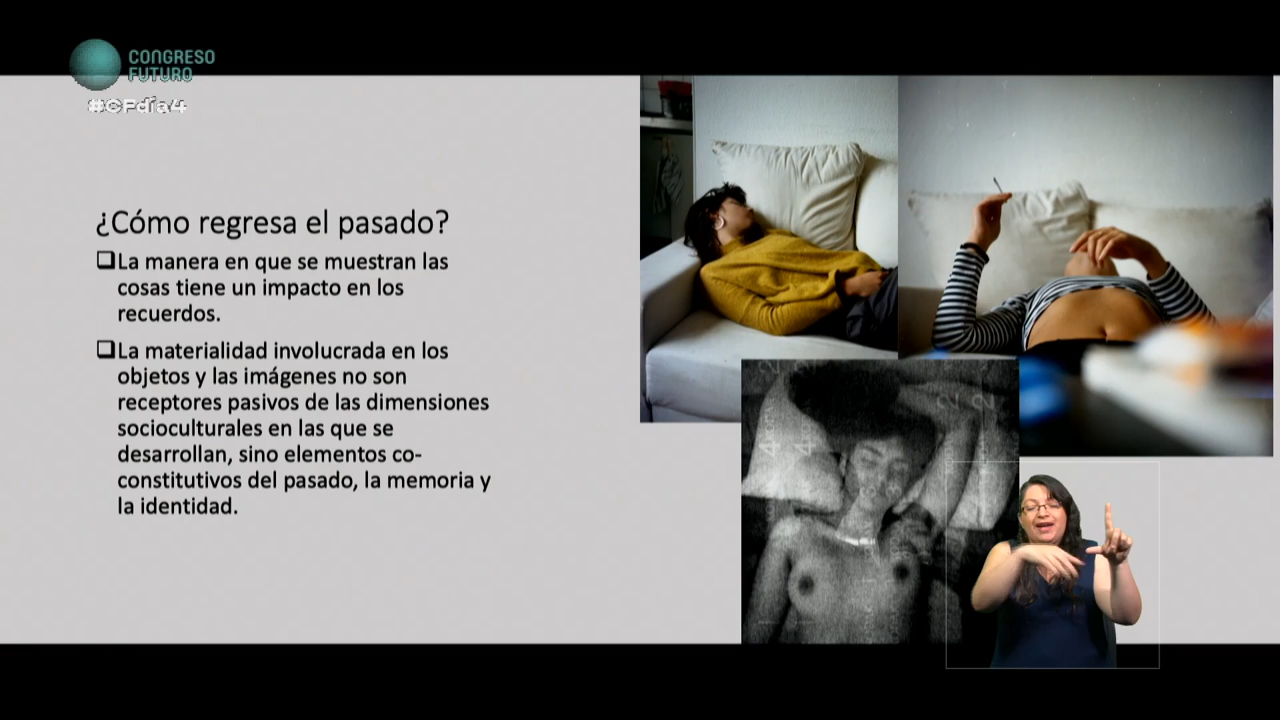 CONGRESO
FUTURO
#CFdía4
¿Cómo regresa el pasado?
La manera en que se muestran las
cosas tiene un impacto en los
recuerdos.
La materialidad involucrada en los
objetos y las imágenes no son
receptores pasivos de las dimensiones
socioculturales en las que se
desarrollan, sino elementos co-
constitutivos del pasado, la memoria y
la identidad.